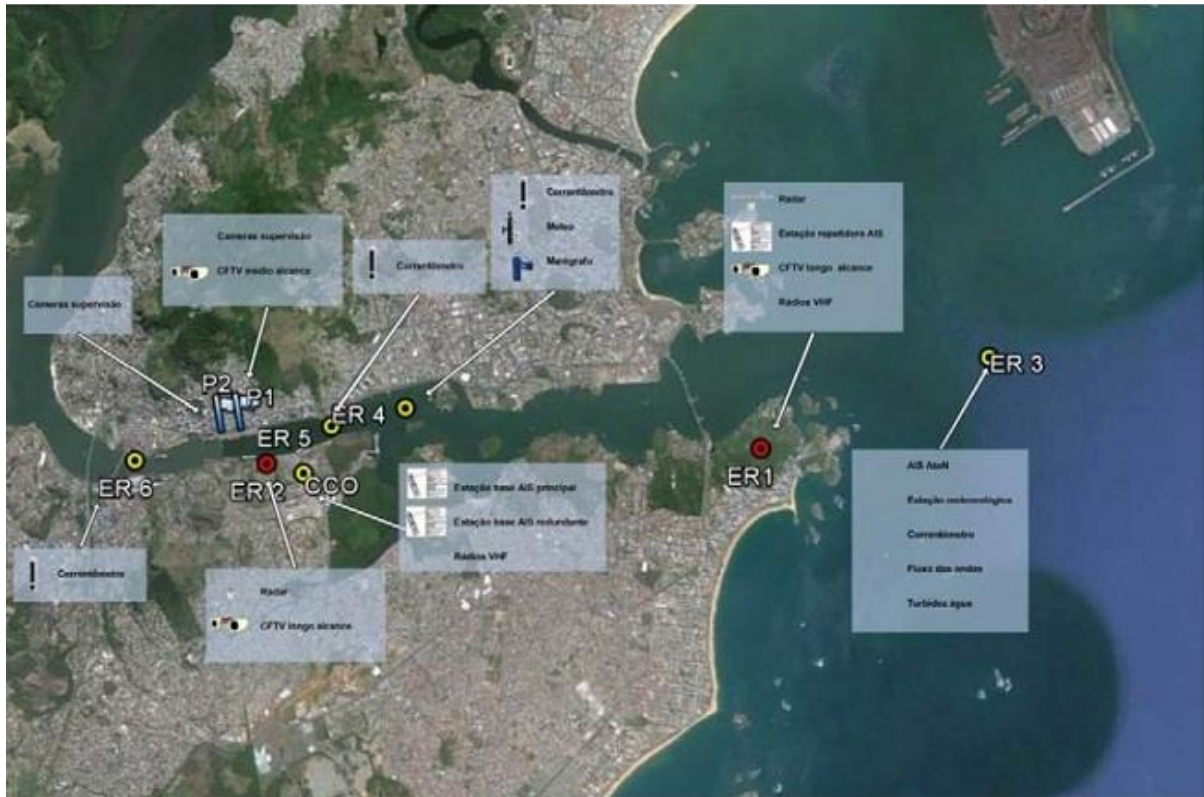 Correntômetro
Meteo
Marégrafo
Radar
Estação repetidora AIS
CFTV longo alcance
Rádios VHF
Cameras supervisão
CFTV médio alcance
Correntômetro
Cameras supervisão
ER 3
P2
P1
ER 4
ER 5
ER 6
ER 2
CCO
ER1
Estação base AIS principal
Estação base AIS redundante
Rádios VHF
AIS AtoN
Estação meteorológica
Correntômetro
Fluxo das ondas
Turbidez água
Correntômetro
Radar
CFTV longo alcance